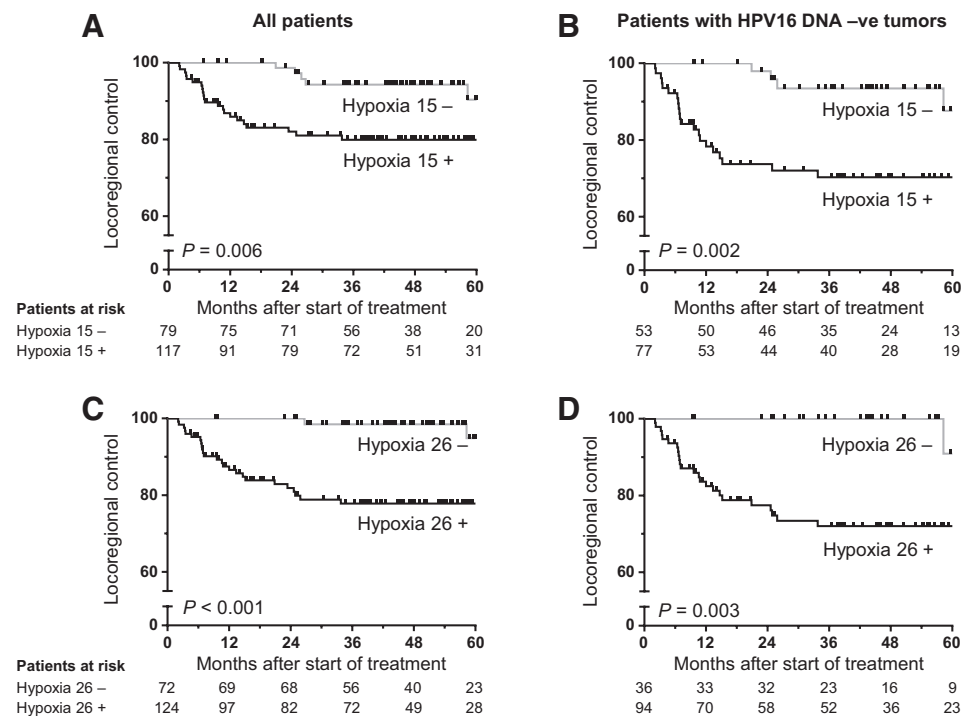 A All patients
100
80
60
0
Locoregional control
Hypoxia 15 –
Hypoxia 15 +
P = 0.006
0 12 24 36 48 60
Months after start of treatment
Patients at risk
Hypoxia 15 – 79 75 71 56 38 20
Hypoxia 15 + 117 91 79 72 51 31
B Patients with HPV16 DNA –ve tumors
100
80
60
0
Locoregional control
Hypoxia 15 –
Hypoxia 15 +
P = 0.002
0 12 24 36 48 60
Months after start of treatment
53 50 46 35 24 13
77 53 44 40 28 19
C
100
80
60
0
Locoregional control
Hypoxia 26 –
Hypoxia 26 +
P < 0.001
0 12 24 36 48 60
Months after start of treatment
Patients at risk
Hypoxia 26 – 72 69 68 56 40 23
Hypoxia 26 + 124 97 82 72 49 28
D
100
80
60
0
Locoregional control
Hypoxia 26 –
Hypoxia 26 +
P = 0.003
0 12 24 36 48 60
Months after start of treatment
36 33 32 23 16 9
94 70 58 52 36 23